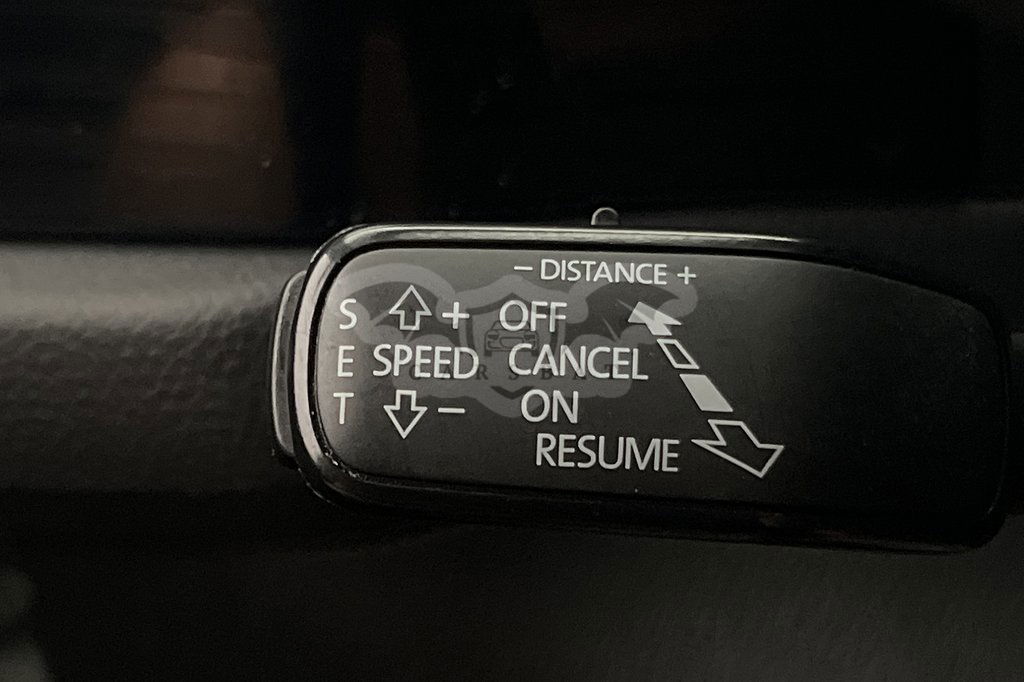 – DISTANCE +
S + OFF
E SPEED CANCEL
T – ON
RESUME